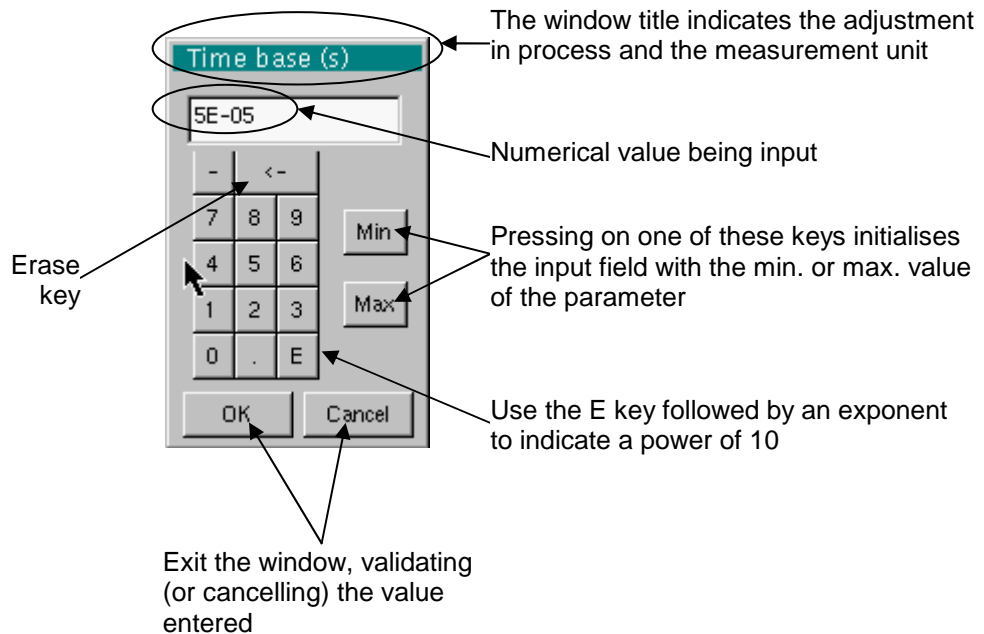 The window title indicates the adjustment
in process and the measurement unit
Time base (s)
5E-05
Numerical value being input
- <-
7 8 9
Min
Pressing on one of these keys initialises
the input field with the min. or max. value
of the parameter
Erase
key
4 5 6
1 2 3
Max
0 . E
OK Cancel
Use the E key followed by an exponent
to indicate a power of 10
Exit the window, validating
(or cancelling) the value
entered